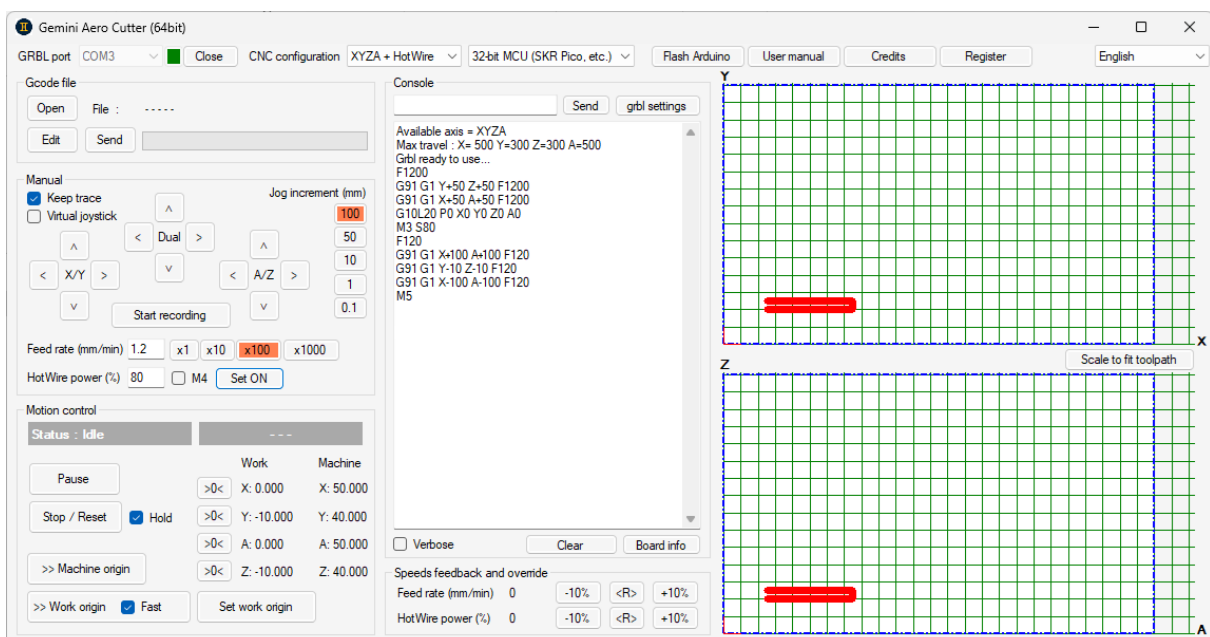 Gemini Aero Cutter (64bit)
GRBL port COM3 Close CNC configuration XYZA + HotWire 32-bit MCU (SKR Pico, etc.) Flash Arduino User manual Credits Register English
Gcode file
Open File : -----
Edit Send
Manual
Keep trace
Virtual joystick
Jog increment (mm)
^ 100
< Dual > 50
^ v ^ 10
< X/Y > < A/Z > 1
v Start recording v 0.1
Feed rate (mm/min) 1.2 x1 x10 x100 x1000
HotWire power (%) 80 M4 Set ON
Motion control
Status : Idle ---
Work Machine
Pause
>0< X: 0.000 X: 50.000
Stop / Reset Hold >0< Y: -10.000 Y: 40.000
>0< A: 0.000 A: 50.000
>> Machine origin >0< Z: -10.000 Z: 40.000
>> Work origin Fast Set work origin
Console
Send grbl settings
Available axis = XYZA
Max travel : X= 500 Y=300 Z=300 A=500
Grbl ready to use...
F1200
G91 G1 Y+50 Z+50 F1200
G91 G1 X+50 A+50 F1200
G10L20 P0 X0 Y0 Z0 A0
M3 S80
F120
G91 G1 X+100 A+100 F120
G91 G1 Y-10 Z-10 F120
G91 G1 X-100 A-100 F120
M5
Verbose Clear Board info
Speeds feedback and override
Feed rate (mm/min) 0 -10% <R> +10%
HotWire power (%) 0 -10% <R> +10%
Y
X
Scale to fit toolpath
Z
A